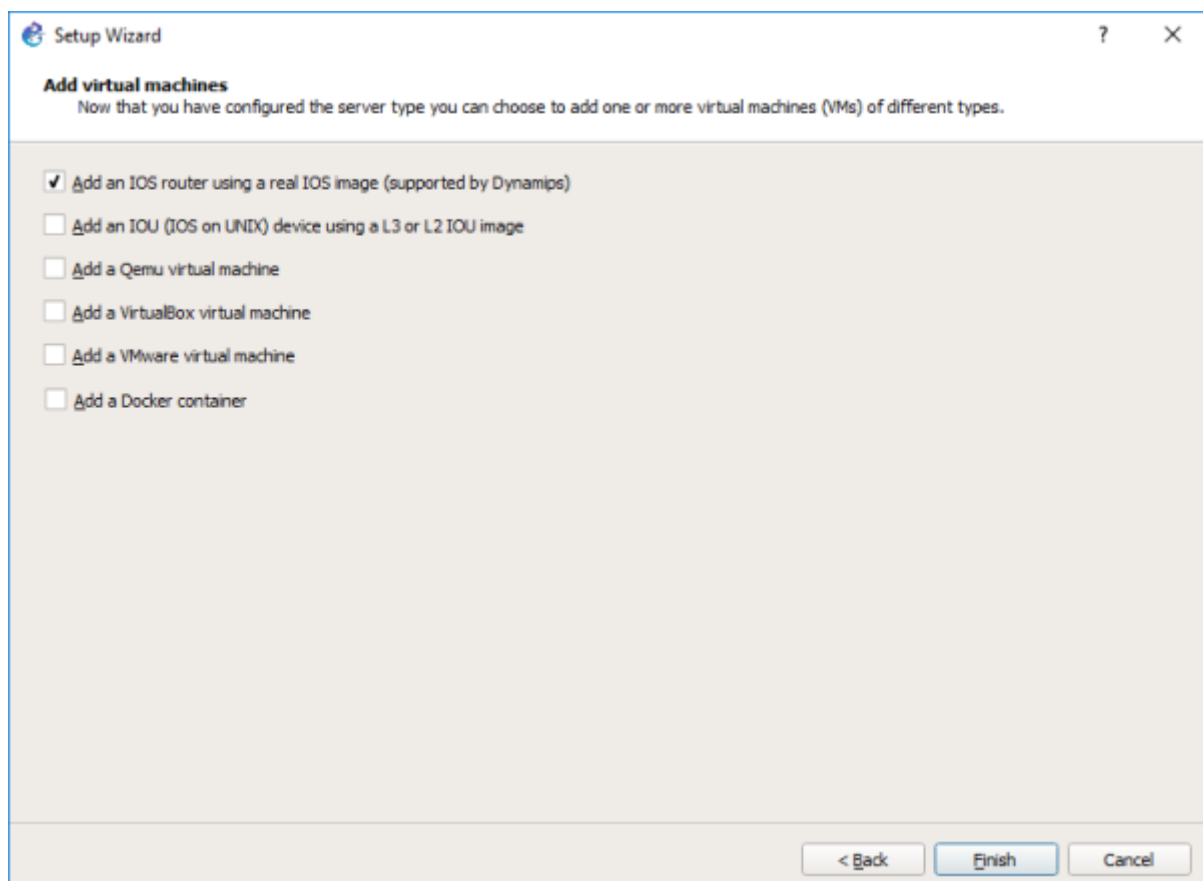 Setup Wizard
?
Add virtual machines
Now that you have configured the server type you can choose to add one or more virtual machines (VMs) of different types.
Add an IOS router using a real IOS image (supported by Dynamips)
Add an IOU (IOS on UNIX) device using a L3 or L2 IOU image
Add a Qemu virtual machine
Add a VirtualBox virtual machine
Add a VMware virtual machine
Add a Docker container
< Back Finish Cancel